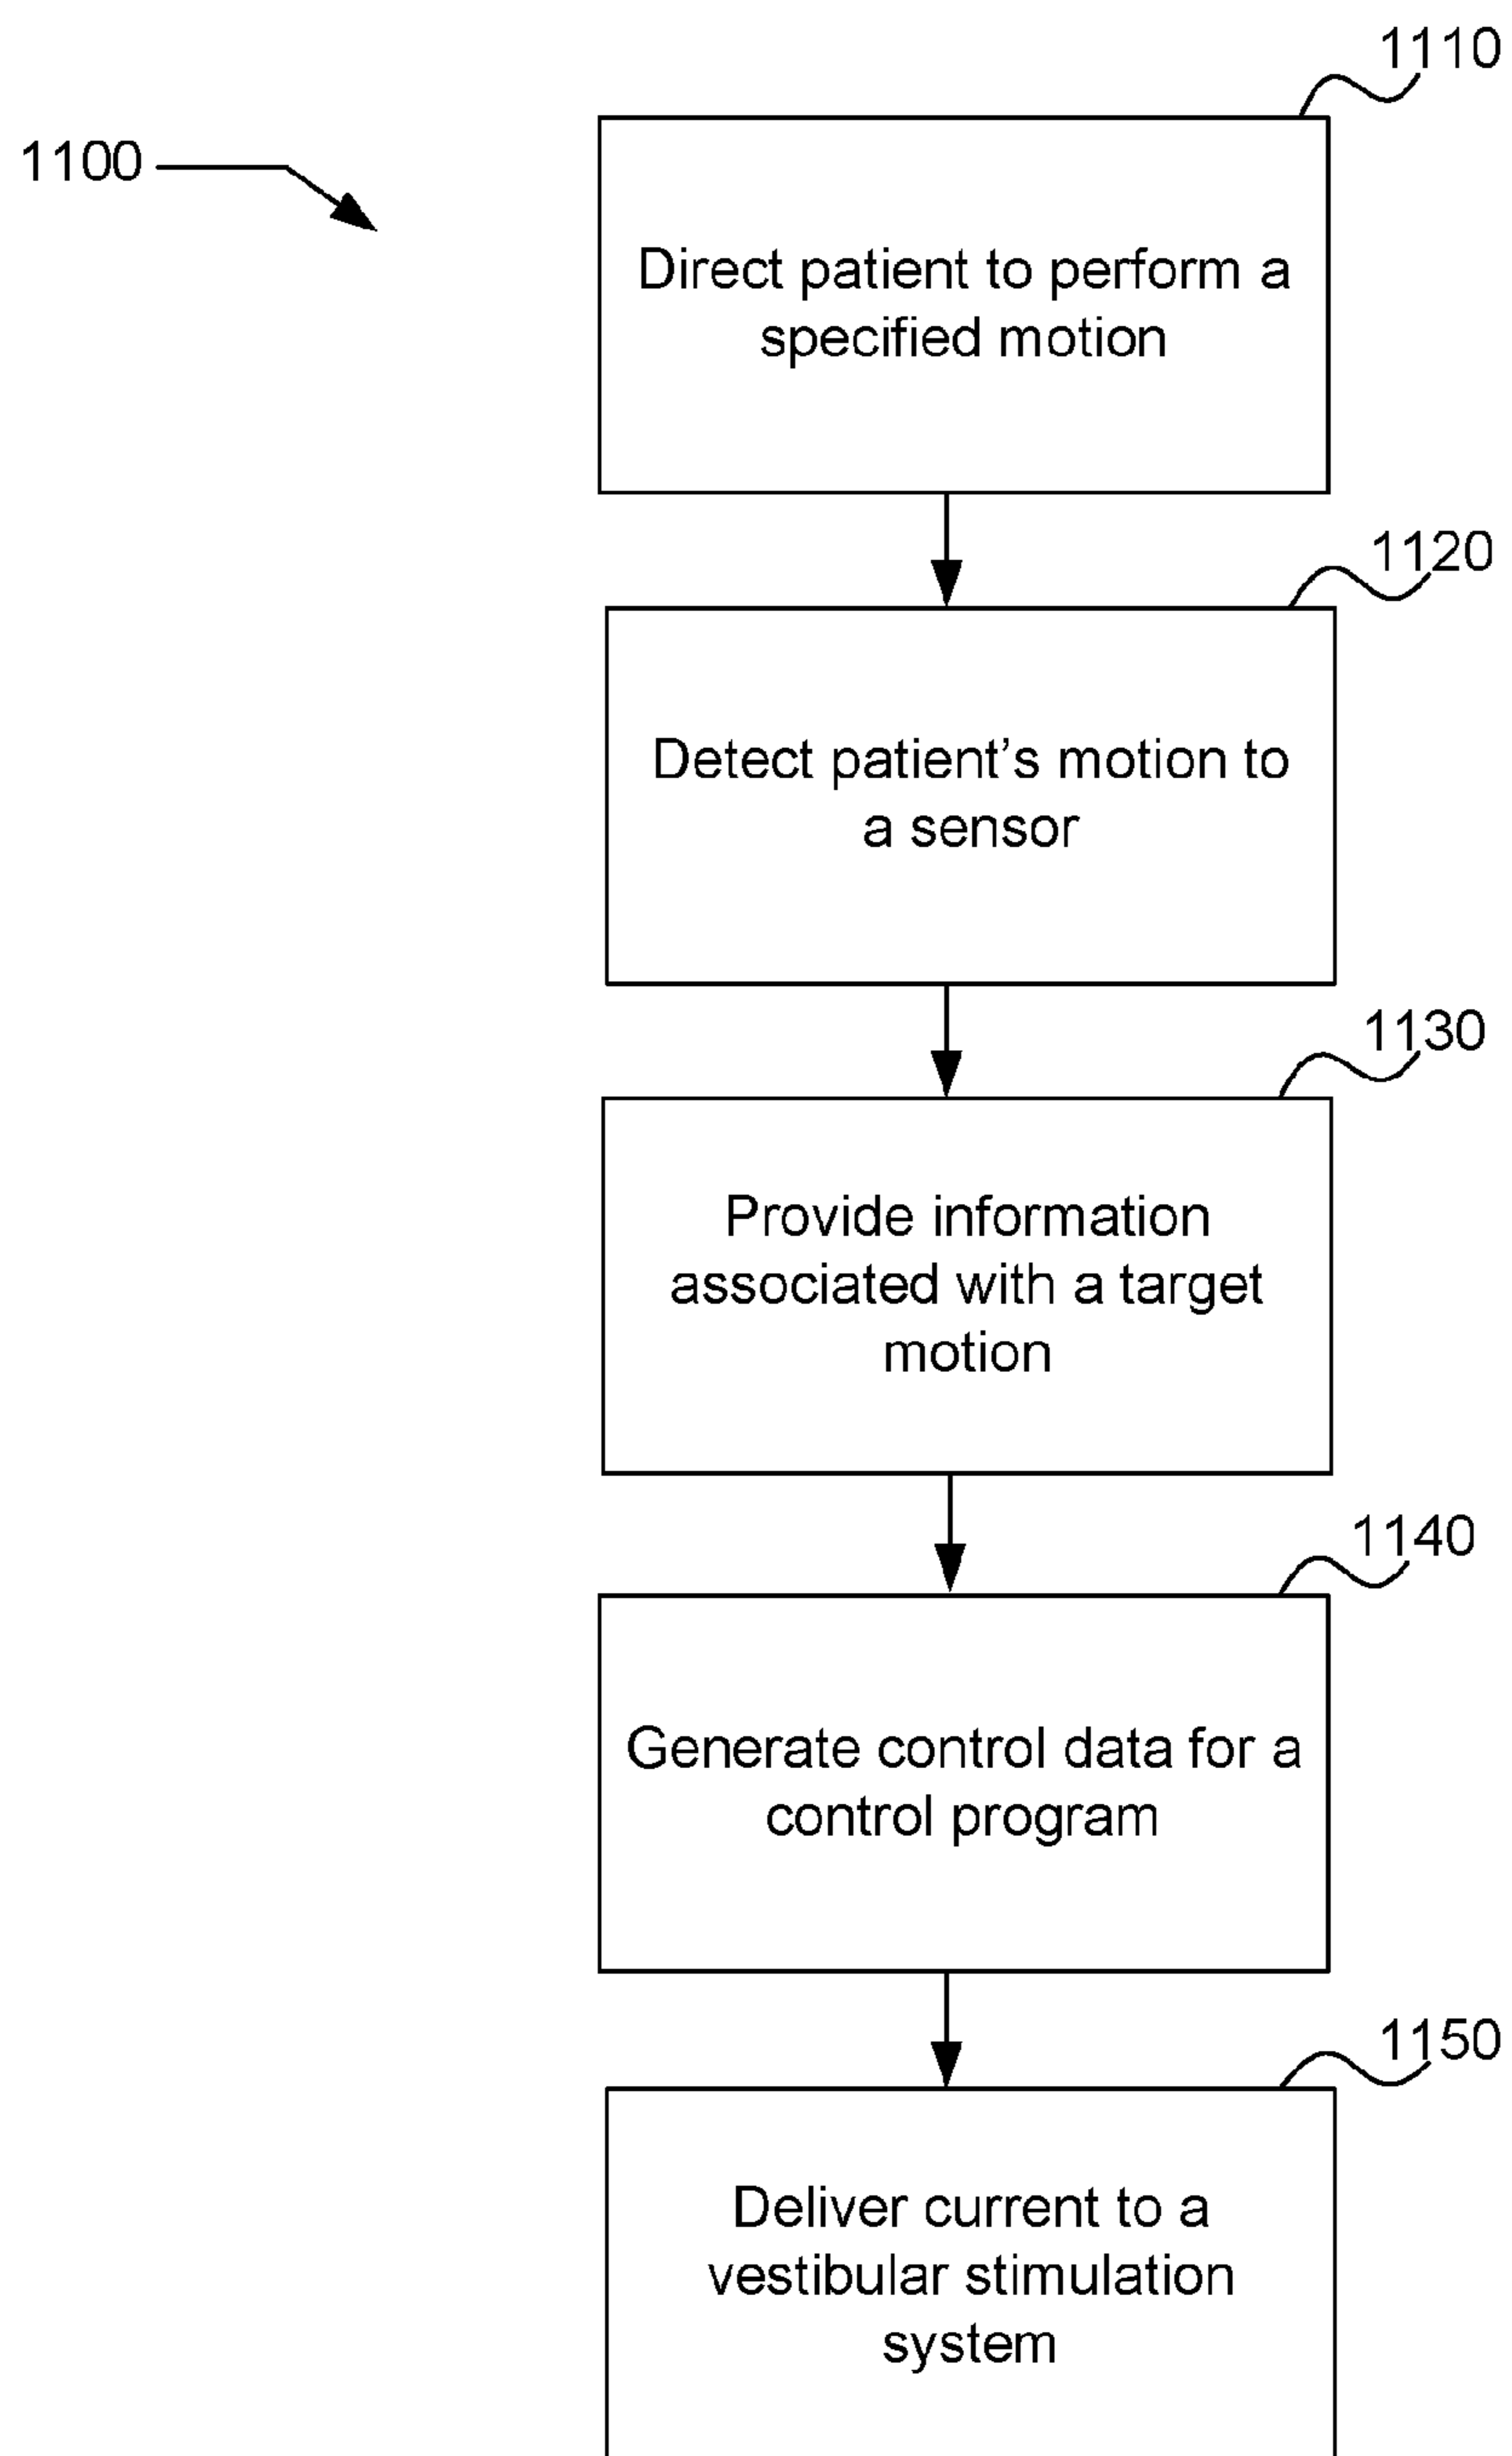 1110
1100
Direct patient to perform a
specified motion
1120
Detect patient's motion to
a sensor
1130
Provide information
associated with a target
motion
1140
Generate control data for a
control program
1150
Deliver current to a
vestibular stimulation
system